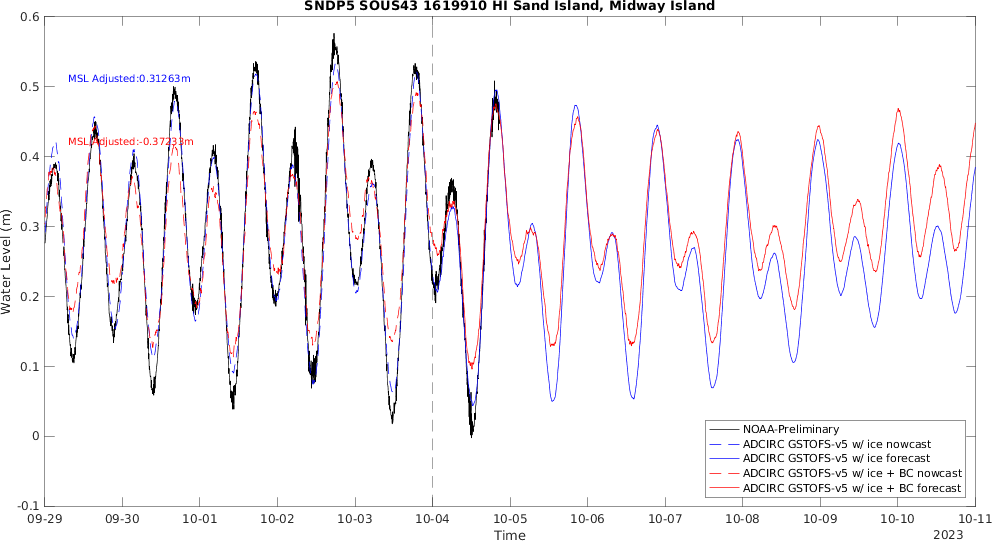 SNDP5 SOUS43 1619910 HI Sand Island, Midway Island
0.6
0.5
0.4
0.3
0.2
0.1
0
-0.1
Water Level (m)
MSL Adjusted:0.31263m
MSL Adjusted:-0.37233m
NOAA-Preliminary
ADCIRC GSTOFS-v5 w/ ice nowcast
ADCIRC GSTOFS-v5 w/ ice forecast
ADCIRC GSTOFS-v5 w/ ice + BC nowcast
ADCIRC GSTOFS-v5 w/ ice + BC forecast
09-29 09-30 10-01 10-02 10-03 10-04 10-05 10-06 10-07 10-08 10-09 10-10 10-11
Time
2023